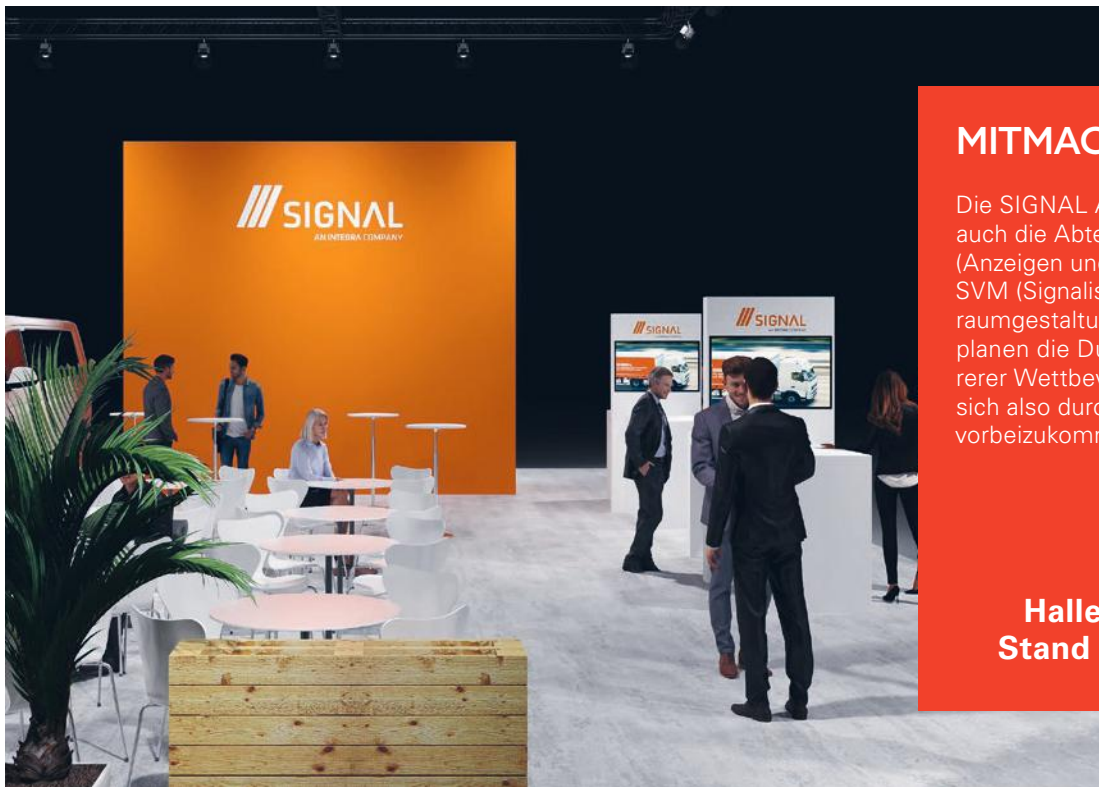 SIGNAL
AN INTEGRA COMPANY
SIGNAL
SIGNAL
MITMAC
Die SIGNAL A
auch die Abte
(Anzeigen und
SVM (Signalis
raumgestaltu
planen die Du
rerer Wettbev
sich also durc
vorbeizukomm
Halle
Stand